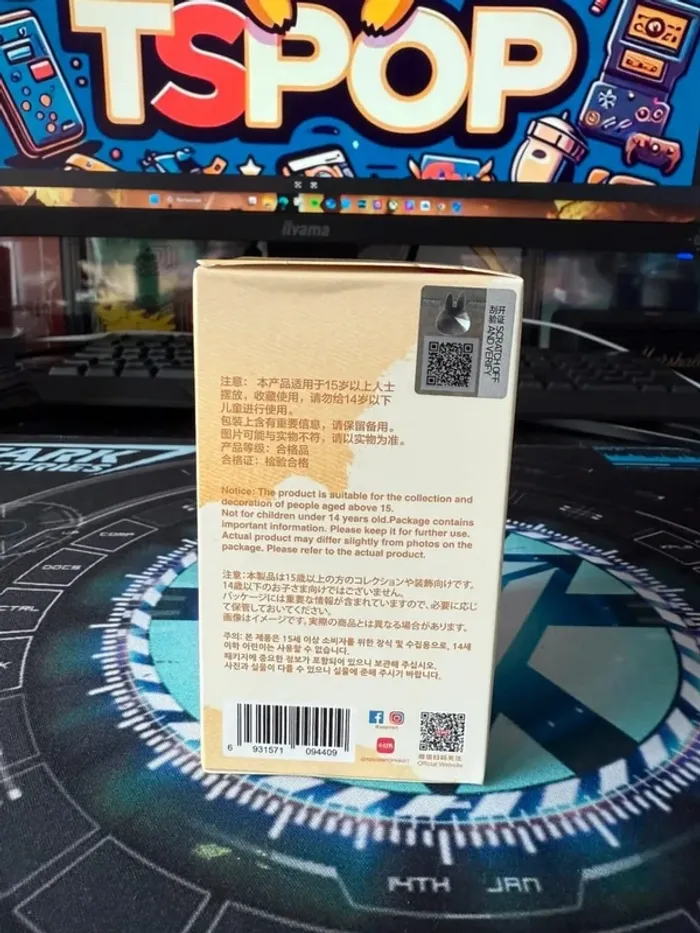 TSPOP
iiyama
刮开验证 SCRATCH OFF AND VERIFY
注意： 本产品适用于15岁以上人士
摆放，收藏使用，请勿给14岁以下
儿童进行使用。
包裝上含有重要信息，请保留备用。
图片可能与实物不符，请以实物为准。
产品等级：合格品
合格证：检验合格
Notice: The product is suitable for the collection and
decoration of people aged above 15.
Not for children under 14 years old.Package contains
important information. Please keep it for further use.
Actual product may differ slightly from photos on the
package. Please refer to the actual product.
注意:本製品は15歳以上の方のコレクションや装飾向けです。
14歳以下のお子さま向けではございません。
パッケージには重要な情報が含まれていますので、必要に応じ
て保管しておいてください。
画像はイメージです。実際の商品とは異なる場合があります。
주의: 본 제품은 15세 이상 소비자를 위한 장식 및 수집용으로, 14세
이하 어린이는 사용할 수 없습니다.
패키지에 중요한 정보가 포함되어 있으니 보관해 주십시오.
사진과 실물이 다를 수 있으니 실물에 준해 주시기 바랍니다.
6 931571 094409
微信扫码关注
Official Website
COMP
DOCS
CTRL
14TH JAN